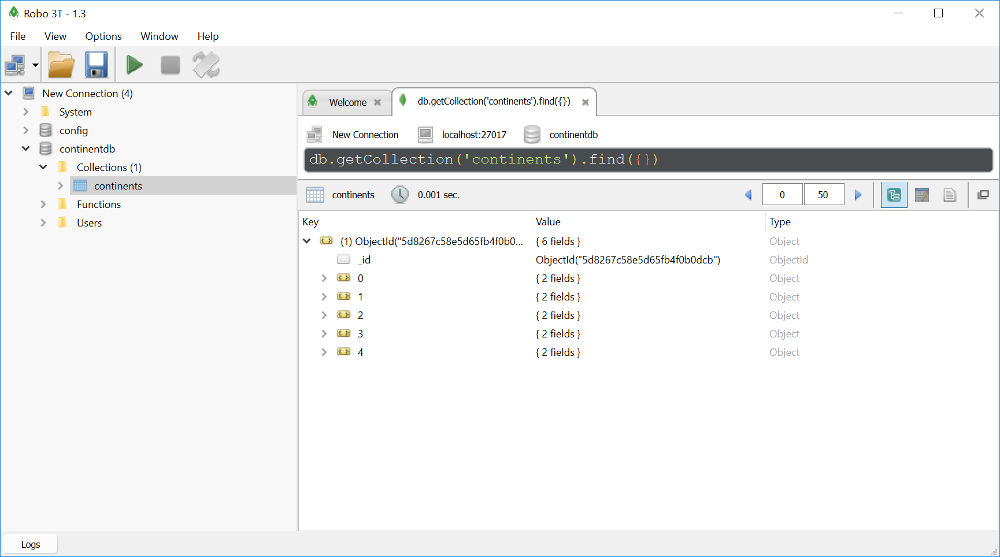 Robo 3T - 1.3
File View Options Window Help
New Connection (4)
System
config
continentdb
Collections (1)
continents
Functions
Users
Welcome
db.getCollection('continents').find({})
New Connection localhost:27017 continentdb
db.getCollection('continents').find({})
continents 0.001 sec. 0 50
Key Value Type
(1) ObjectId("5d8267c58e5d65fb4f0b0... { 6 fields } Object
_id ObjectId("5d8267c58e5d65fb4f0b0dcb") ObjectId
0 { 2 fields } Object
1 { 2 fields } Object
2 { 2 fields } Object
3 { 2 fields } Object
4 { 2 fields } Object
Logs